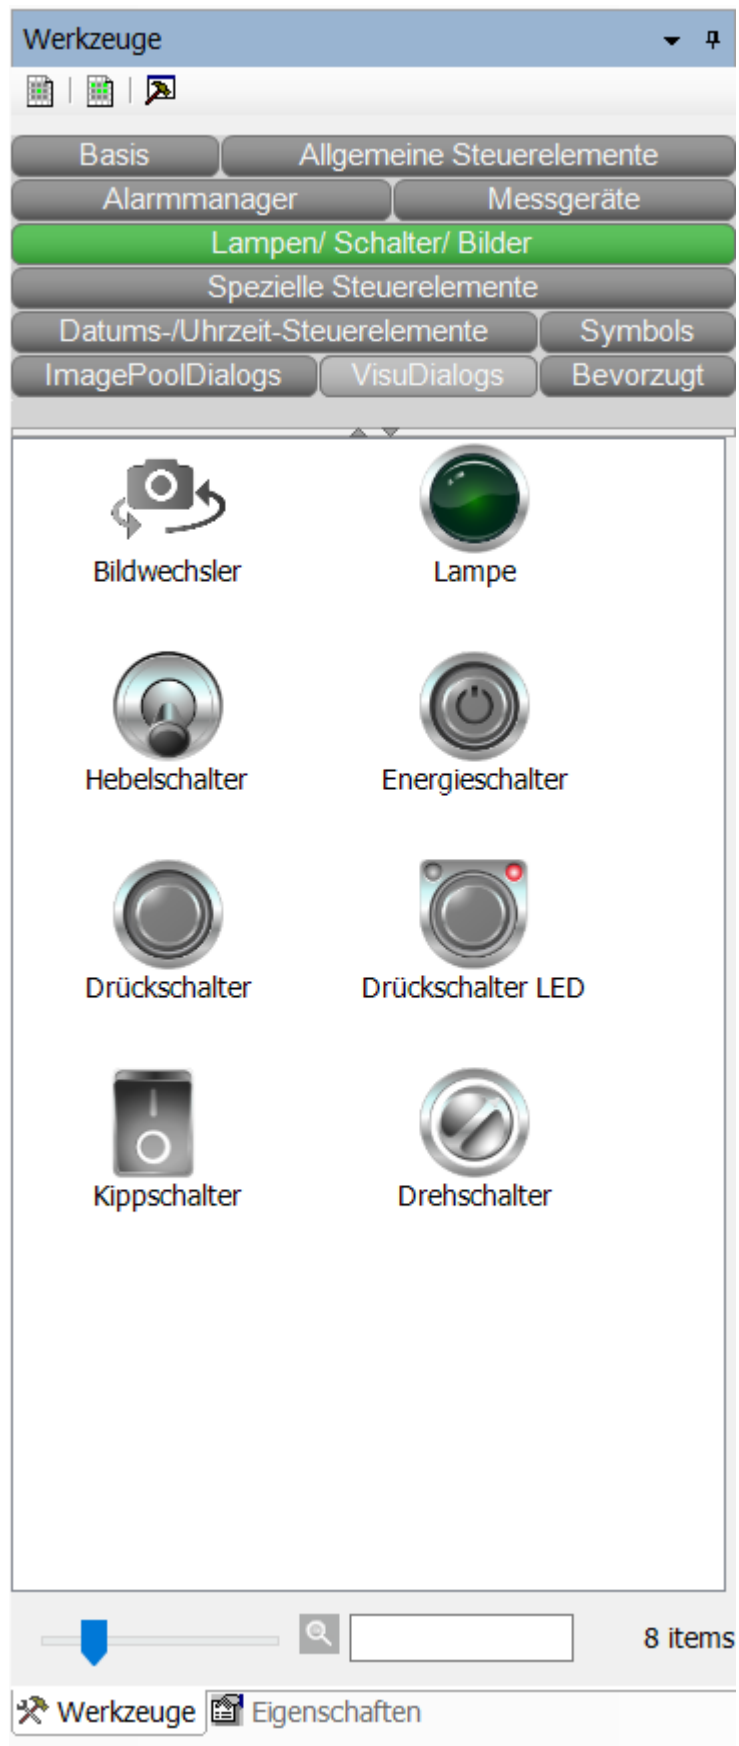 Werkzeuge
Basis Allgemeine Steuerelemente
Alarmmanager Messgeräte
Lampen/ Schalter/ Bilder
Spezielle Steuerelemente
Datums-/Uhrzeit-Steuerelemente Symbols
ImagePoolDialogs VisuDialogs Bevorzugt
Bildwechsler Lampe
Hebelschalter Energieschalter
Drückschalter Drückschalter LED
Kippschalter Drehschalter
8 items
Werkzeuge Eigenschaften